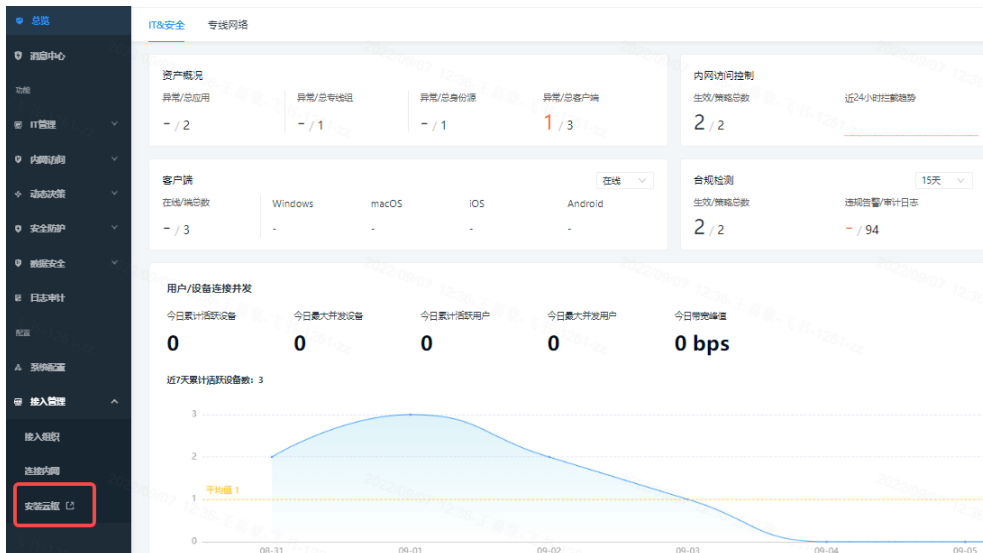 总览
IT&安全 专线网络
消息中心
功能
IT管理
内网访问
动态决策
安全防护
数据安全
日志审计
配置
系统配置
接入管理
接入组织
连接内网
安装云枢
资产概况
异常/总应用 异常/总专线组 异常/总身份源 异常/总客户端
- / 2 - / 1 - / 1 1 / 3
内网访问控制
生效/策略总数 近24小时拦截趋势
2 / 2
客户端 在线
在线/端总数 Windows macOS iOS Android
- / 3 - - - -
合规检测 15天
生效/策略总数 违规告警/审计日志
2 / 2 - / 94
用户/设备连接并发
今日累计活跃设备 今日最大并发设备 今日累计活跃用户 今日最大并发用户 今日带宽峰值
0 0 0 0 0 bps
近7天累计活跃设备数: 3
3
2
平均值 1
1
0
08-31 09-01 09-02 09-03 09-04 09-05